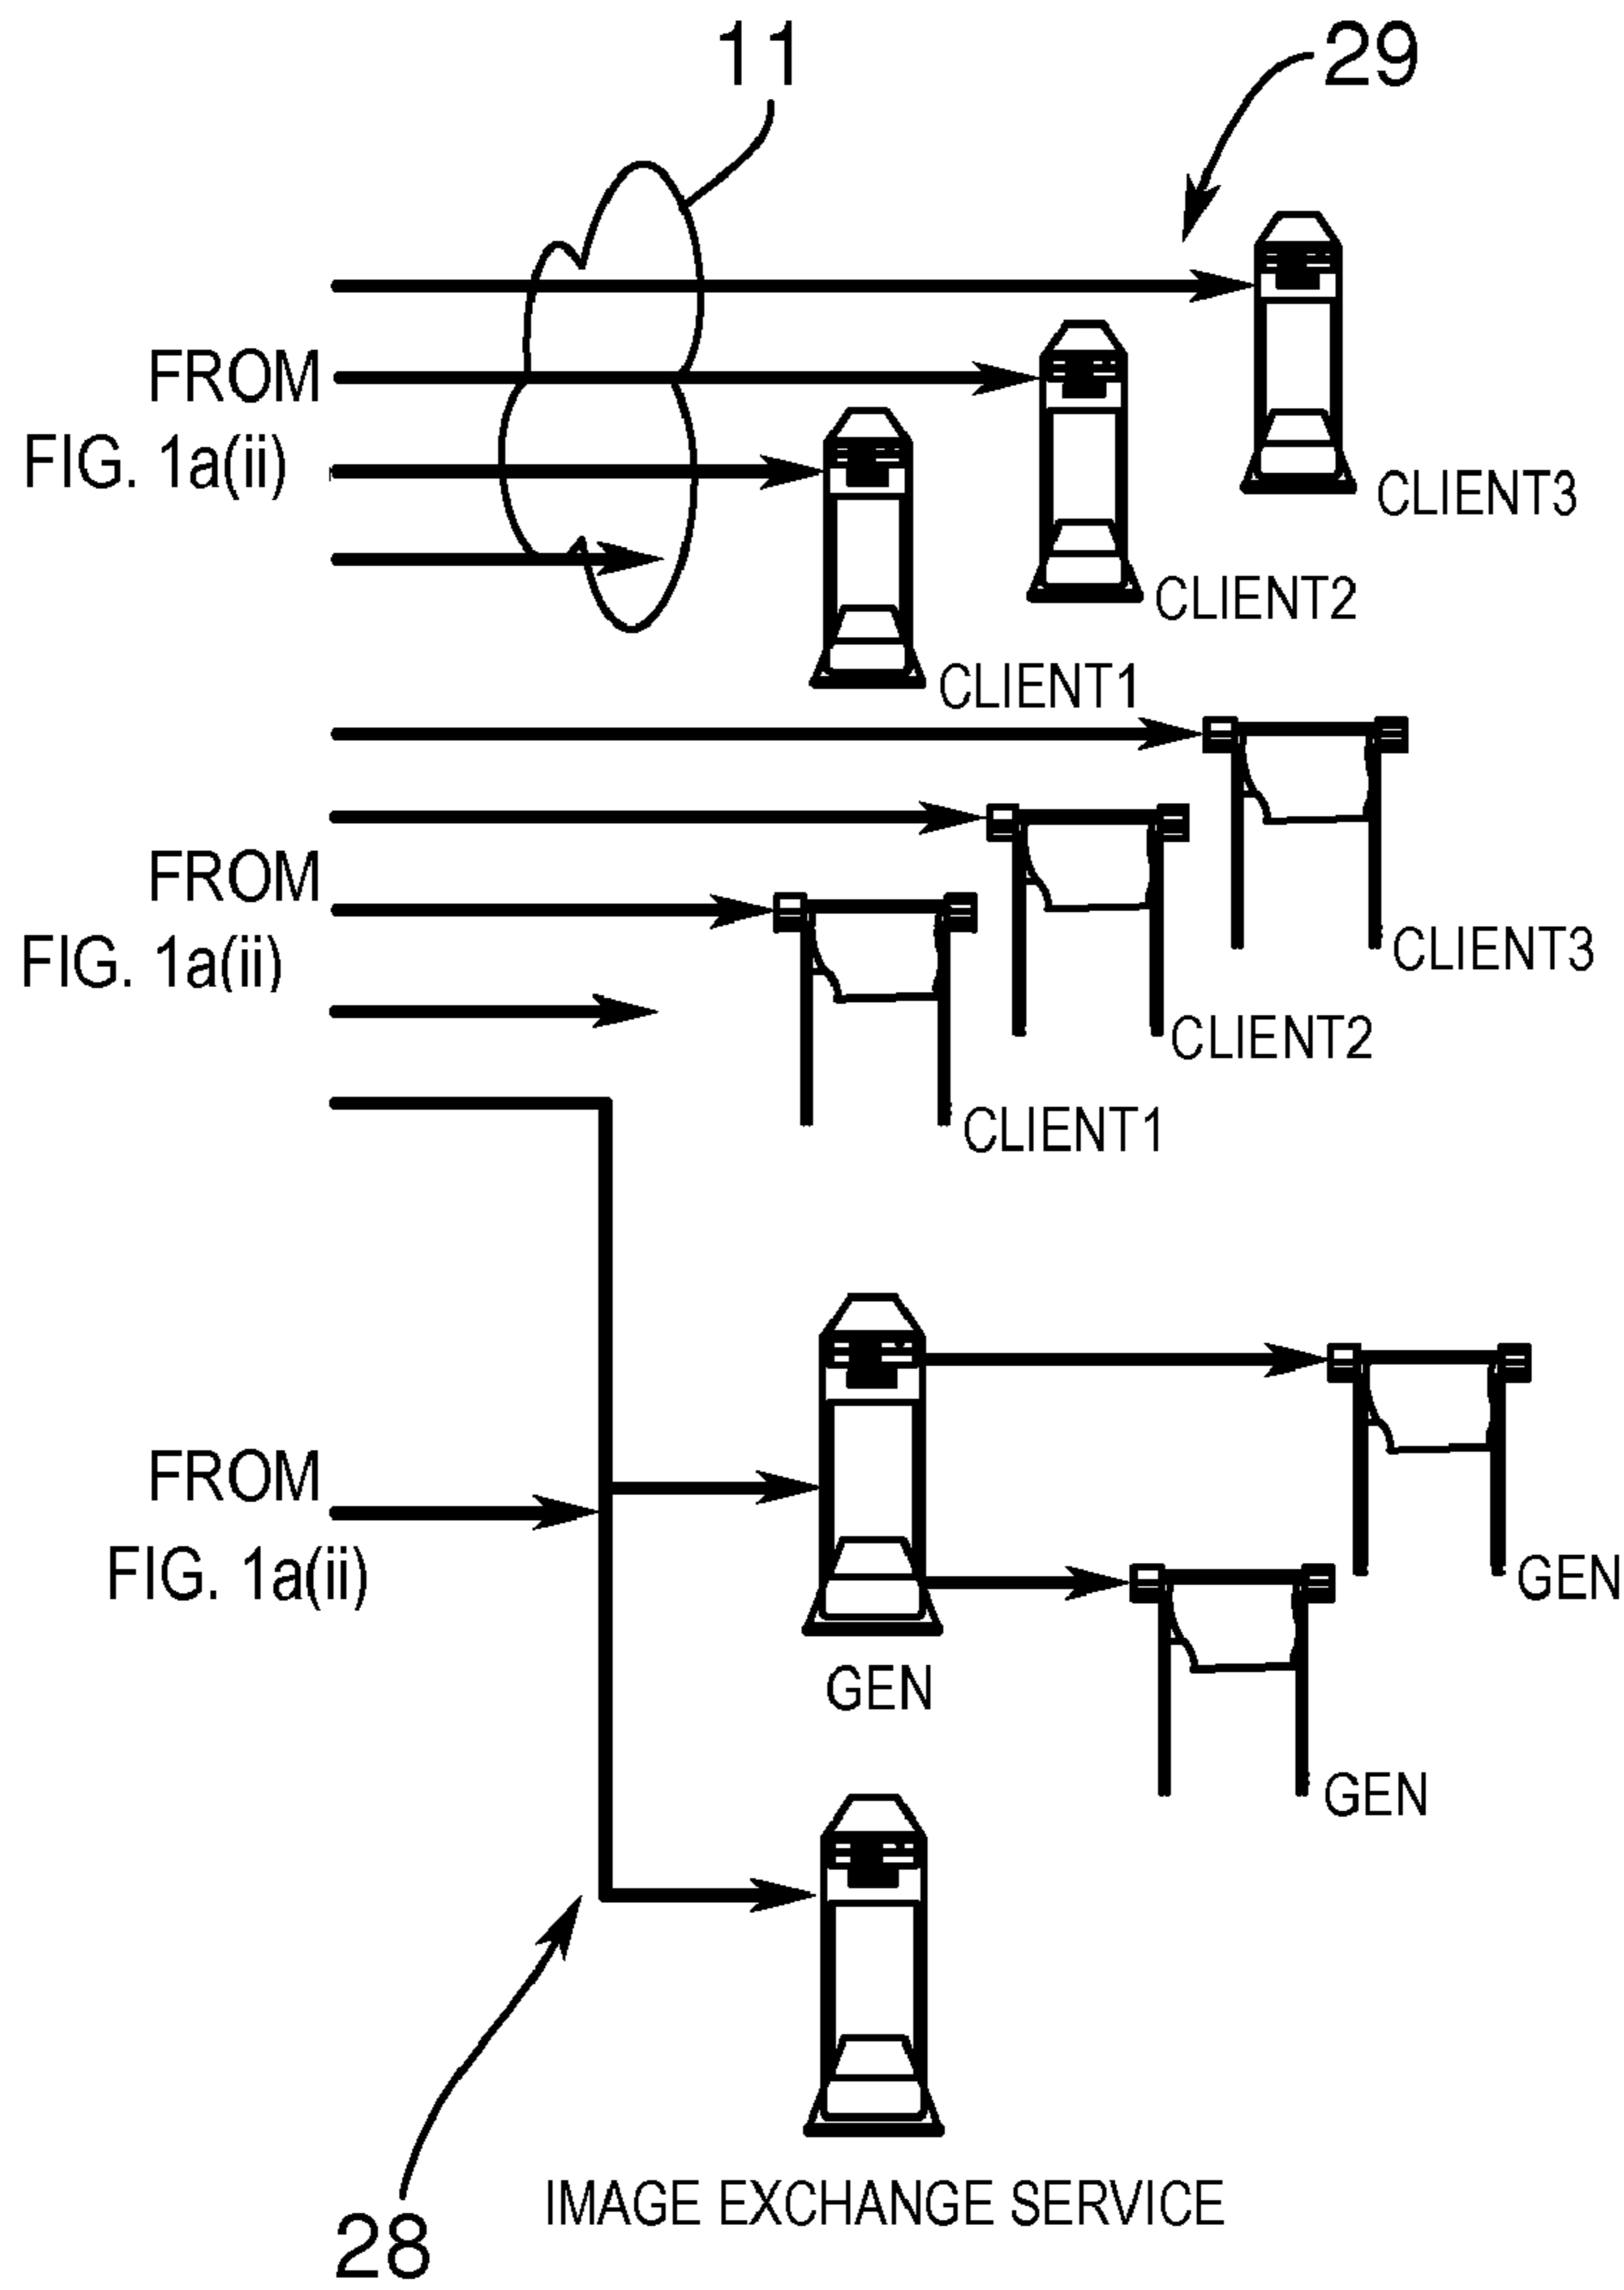 11
29
FROM
FIG. 1a(ii)
CLIENT3
CLIENT2
CLIENT1
FROM
FIG. 1a(ii)
CLIENT3
CLIENT2
CLIENT1
FROM
FIG. 1a(ii)
GEN
GEN
GEN
IMAGE EXCHANGE SERVICE
28